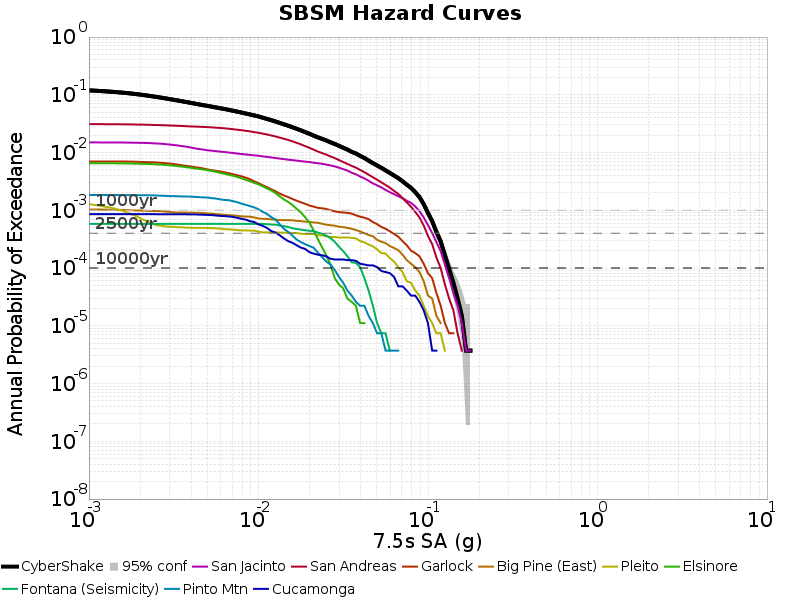 SBSM Hazard Curves
Annual Probability of Exceedance
10^0
10^-1
10^-2
10^-3
10^-4
10^-5
10^-6
10^-7
10^-8
1000yr
2500yr
10000yr
10^-3 10^-2 10^-1 10^0 10^1
7.5s SA (g)
CyberShake 95% conf San Jacinto San Andreas Garlock Big Pine (East) Pleito Elsinore
Fontana (Seismicity) Pinto Mtn Cucamonga